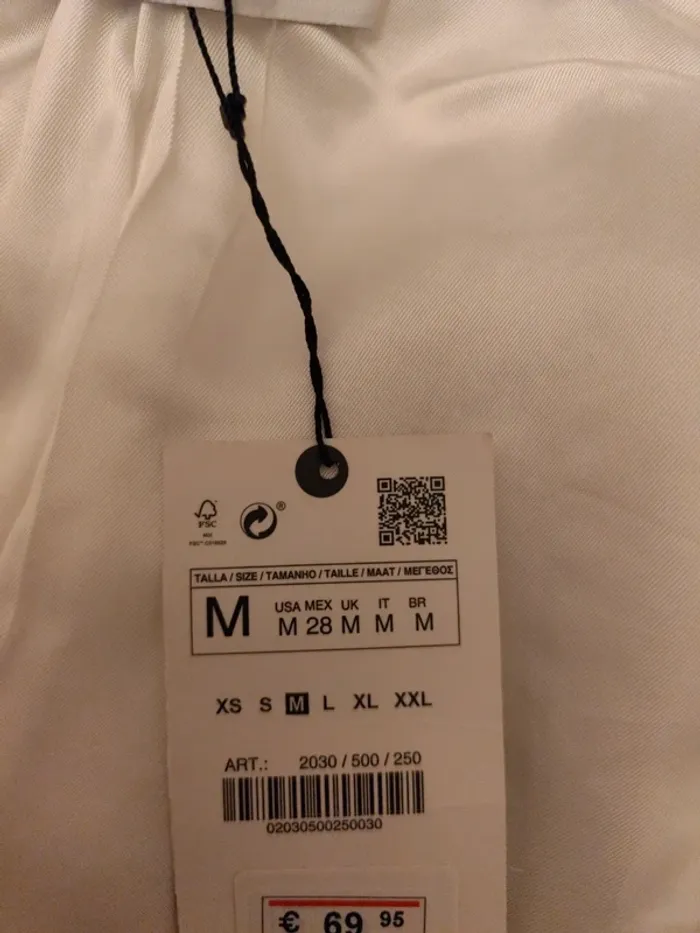 FSC
®
TALLA / SIZE / TAMANHO / TAILLE / MAAT / ΜΕΓΕΘΟΣ
M
USA MEX UK IT BR
M 28 M M M
XS S M L XL XXL
ART.: 2030 / 500 / 250
02030500250030
€ 69 95